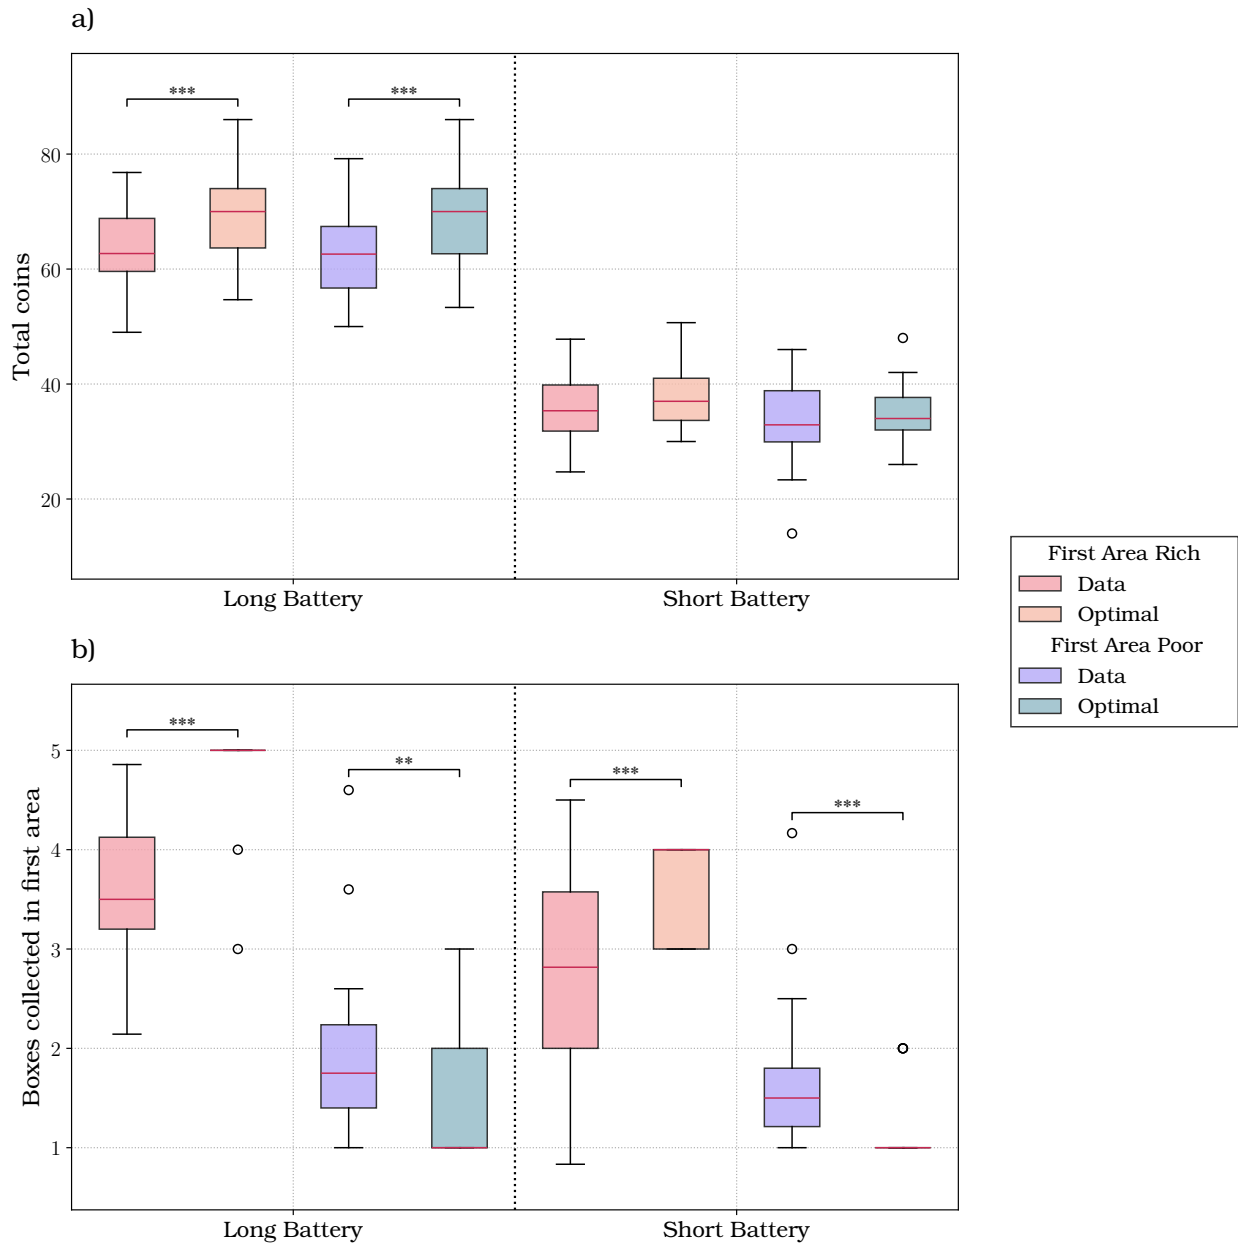 a)
***
***
80
60
40
20
Total coins
Long Battery
Short Battery
First Area Rich
Data
Optimal
First Area Poor
Data
Optimal
b)
***
**
***
***
5
4
3
2
1
Boxes collected in first area
Long Battery
Short Battery